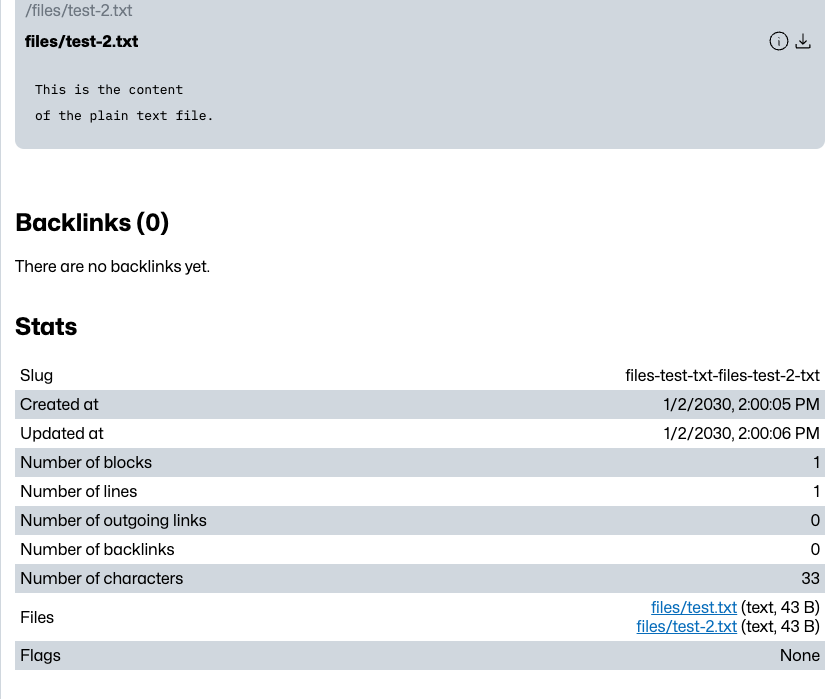 /files/test-2.txt
files/test-2.txt
This is the content
of the plain text file.
Backlinks (0)
There are no backlinks yet.
Stats
Slug files-test-txt-files-test-2-txt
Created at 1/2/2030, 2:00:05 PM
Updated at 1/2/2030, 2:00:06 PM
Number of blocks 1
Number of lines 1
Number of outgoing links 0
Number of backlinks 0
Number of characters 33
Files files/test.txt (text, 43 B)
files/test-2.txt (text, 43 B)
Flags None